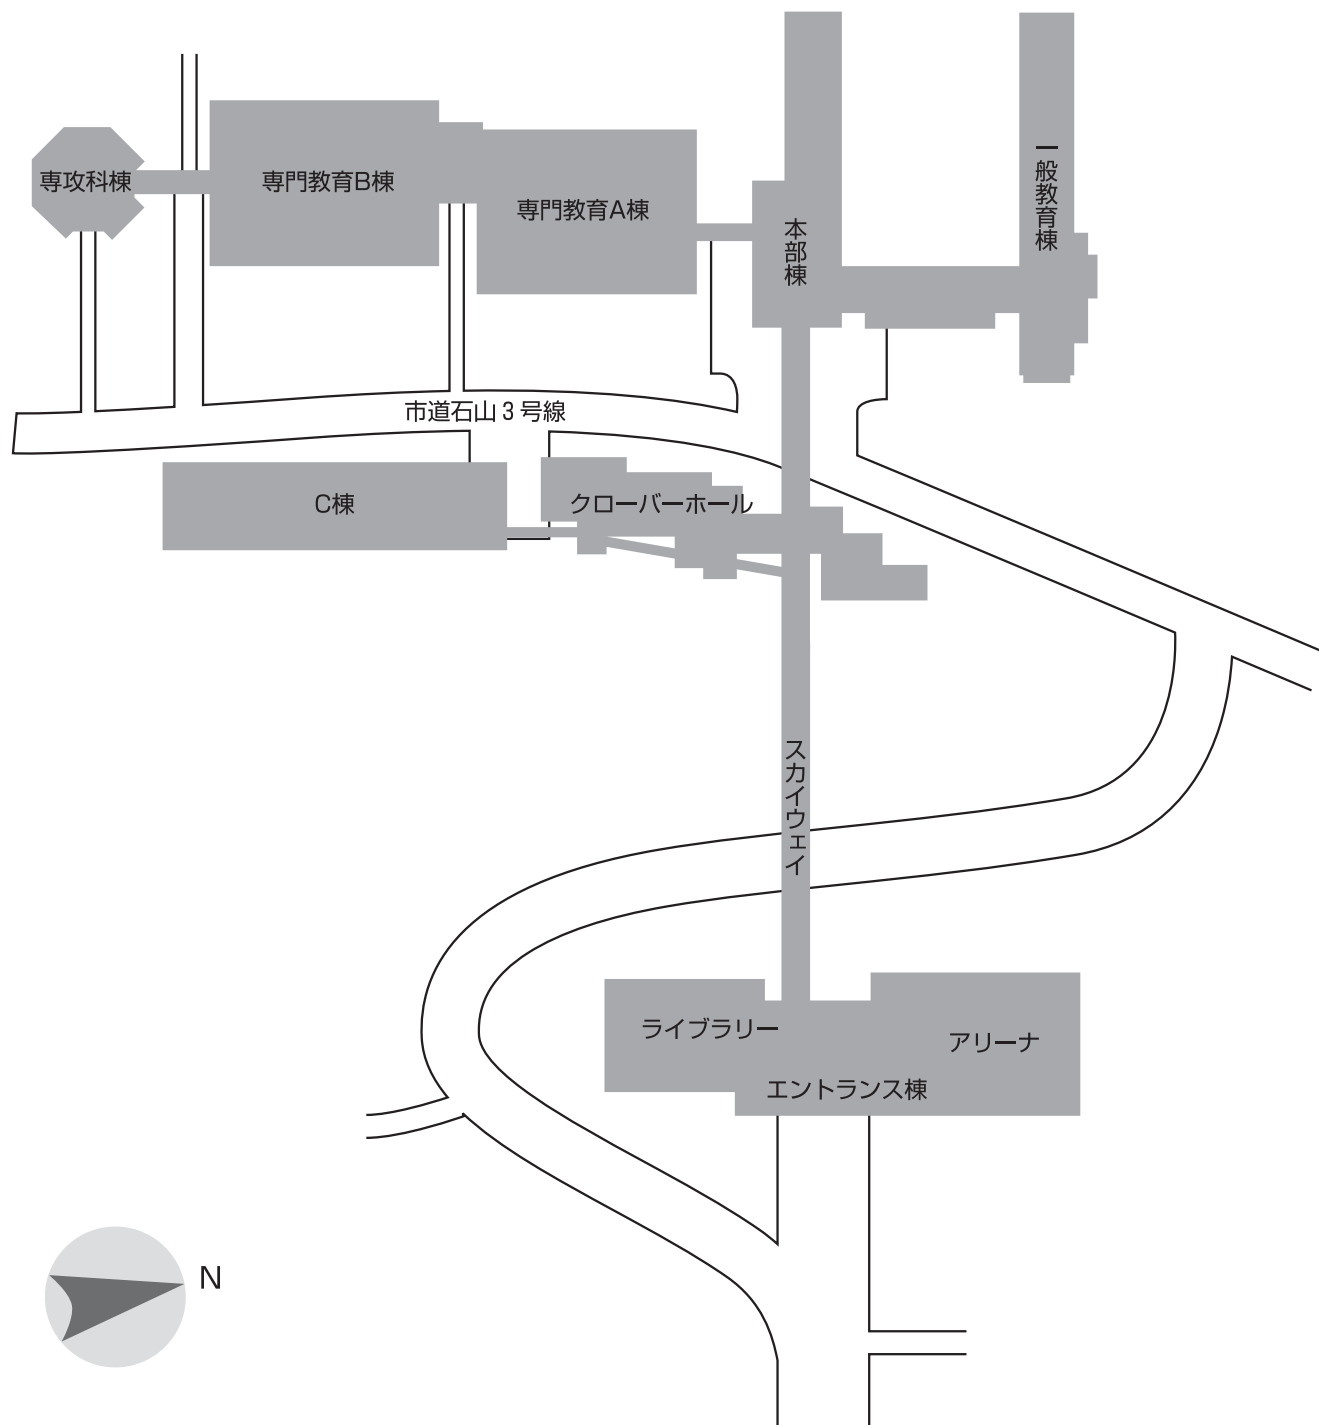 専攻科棟
専門教育B棟
専門教育A棟
本部棟
一般教育棟
市道石山3号線
C棟
クローバーホール
スカイウェイ
ライブラリー
アリーナ
エントランス棟
N